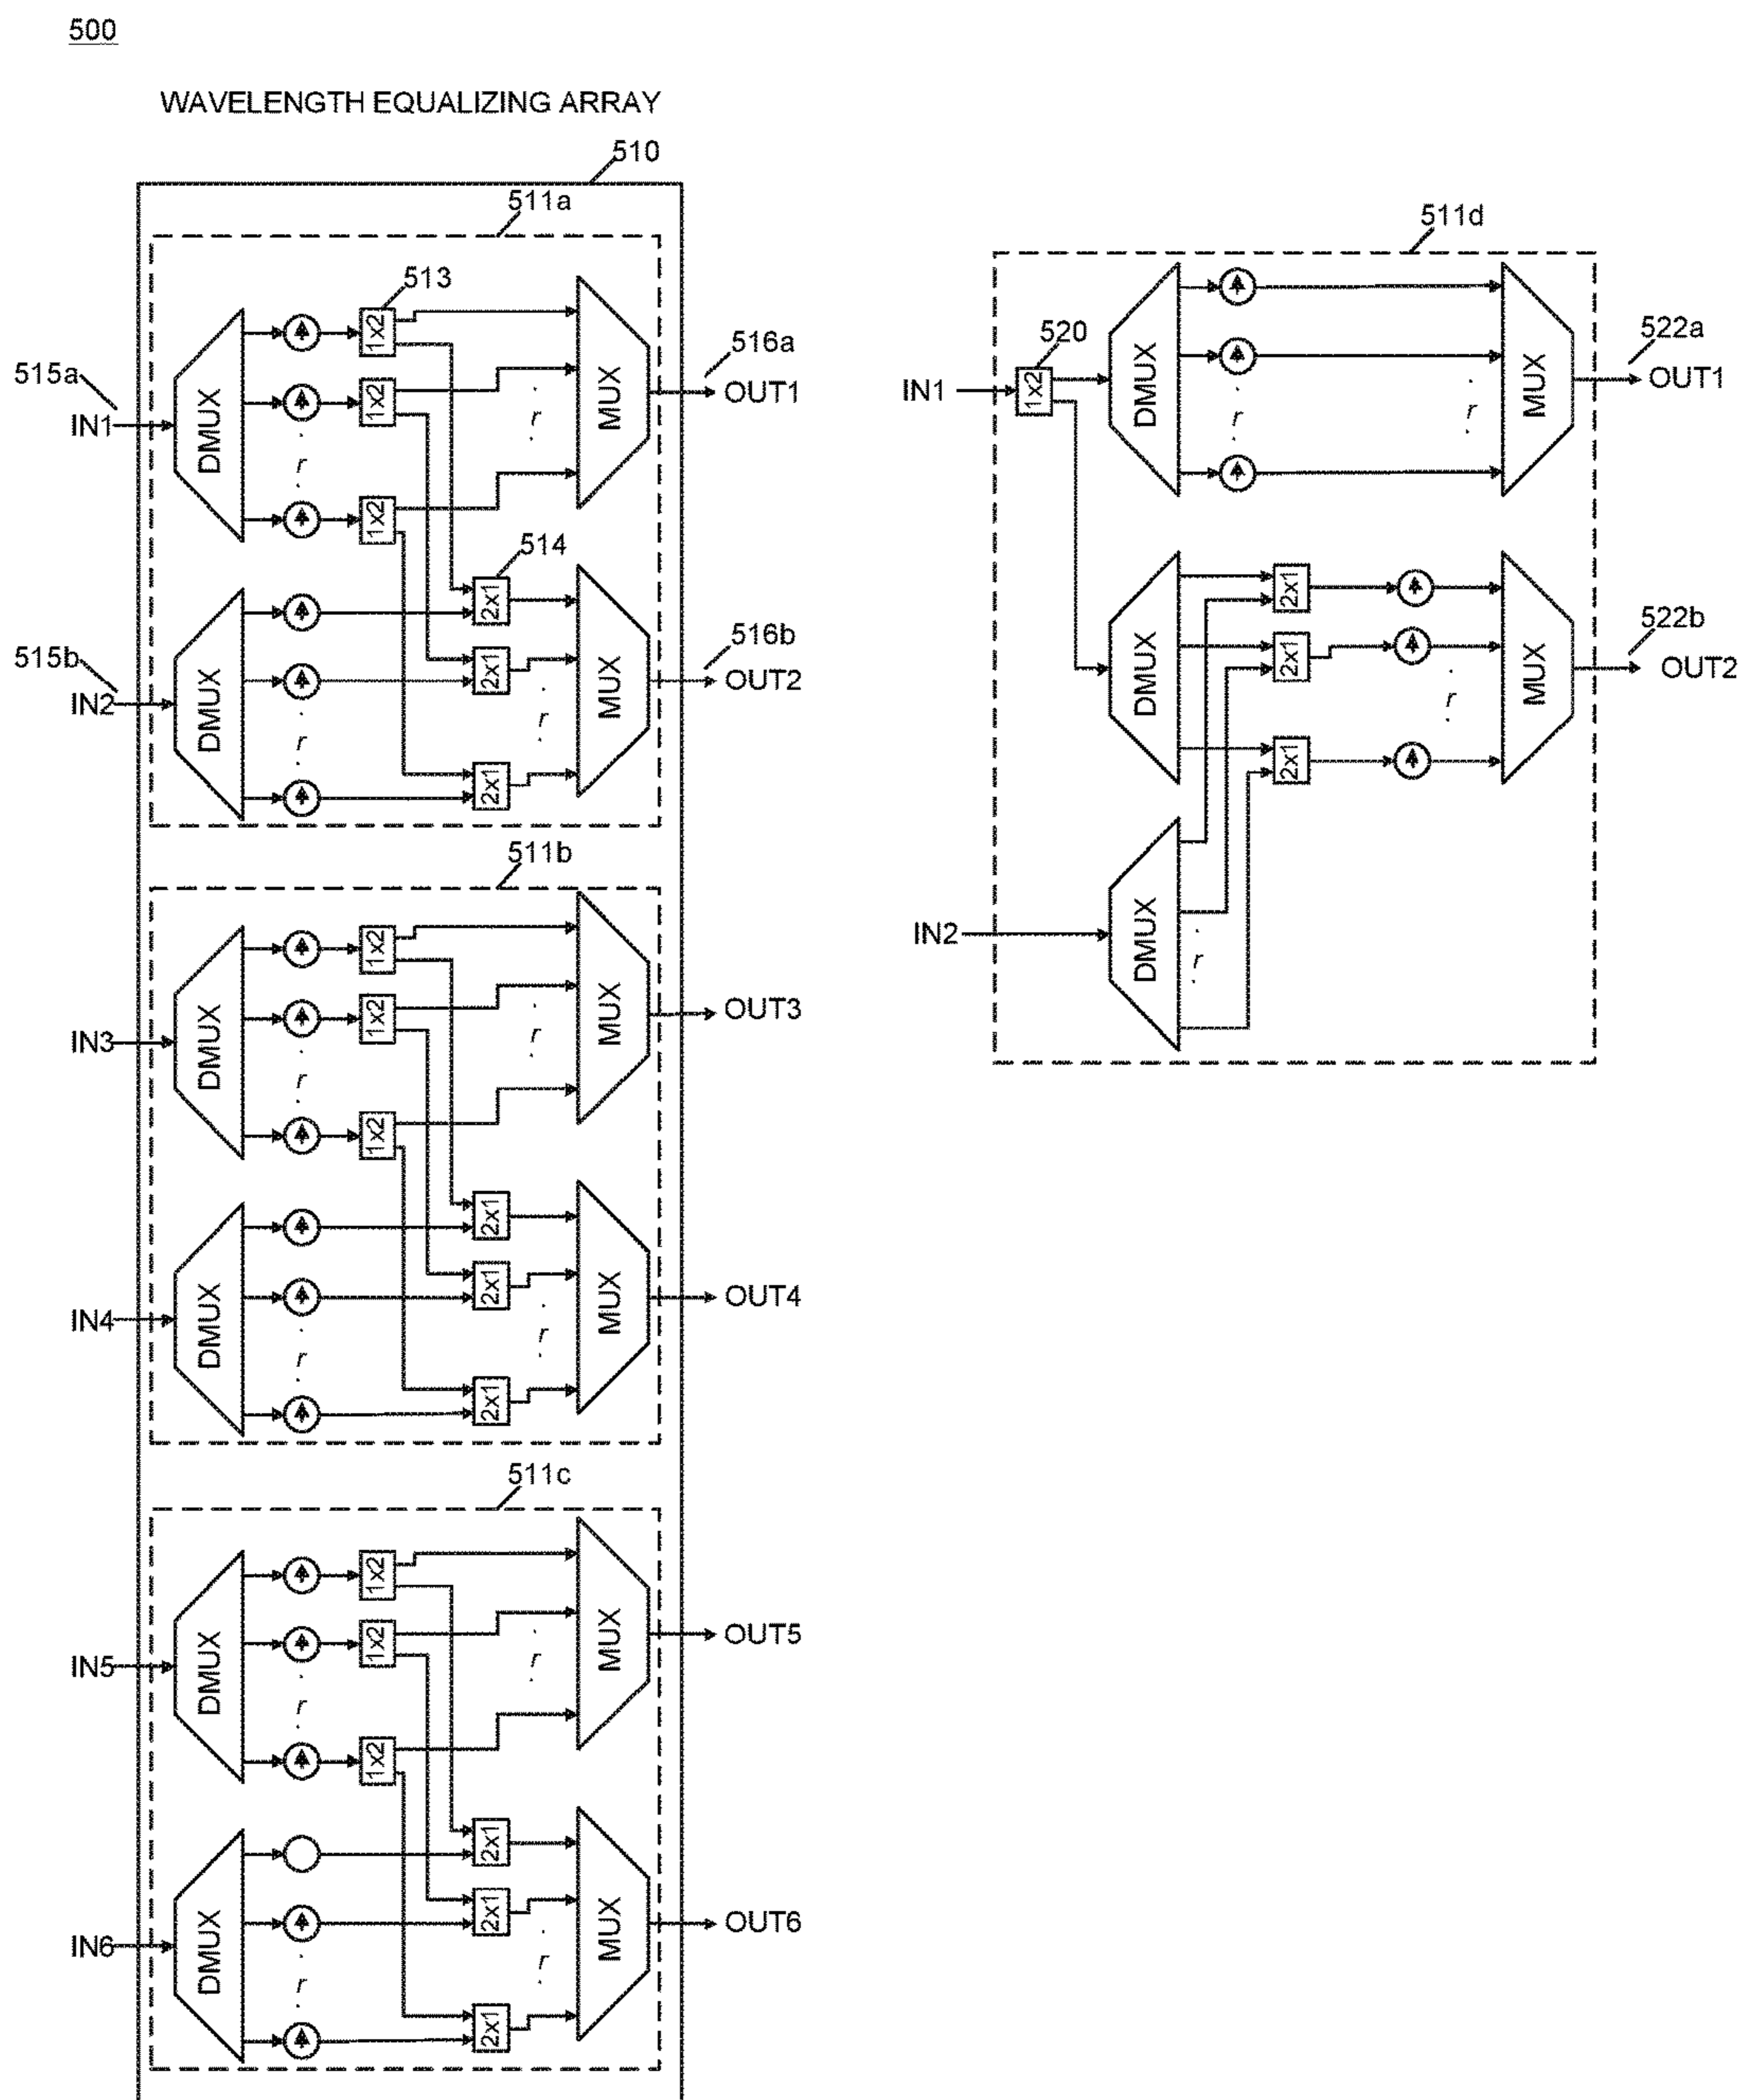 500
WAVELENGTH EQUALIZING ARRAY
510
511a
513
1x2
1x2
1x2
DMUX
r
r
MUX
515a
IN1
516a
OUT1
514
2x1
2x1
2x1
DMUX
r
r
MUX
515b
IN2
516b
OUT2
511b
1x2
1x2
1x2
DMUX
r
r
MUX
IN3
OUT3
2x1
2x1
2x1
DMUX
r
r
MUX
IN4
OUT4
511c
1x2
1x2
1x2
DMUX
r
r
MUX
IN5
OUT5
2x1
2x1
2x1
DMUX
r
r
MUX
IN6
OUT6
511d
520
IN1
1x2
DMUX
r
r
MUX
522a
OUT1
DMUX
2x1
2x1
2x1
r
MUX
522b
OUT2
IN2
DMUX
r